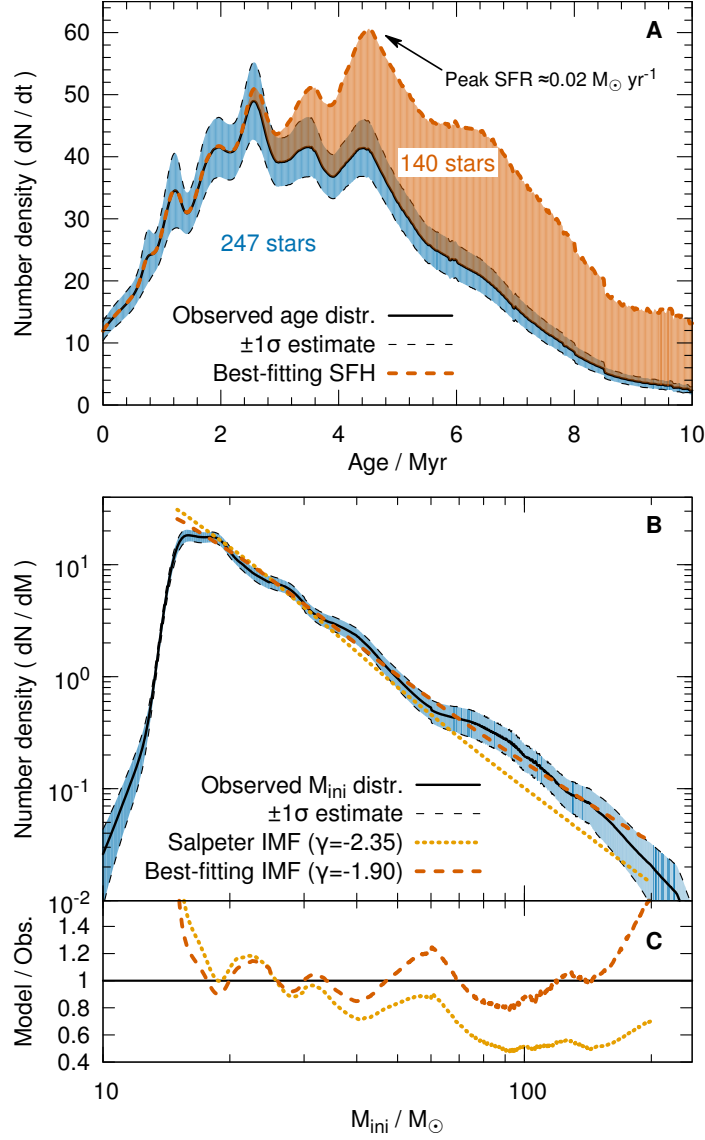 A
Number density ( dN / dt )
60
50
40
30
20
10
0
Peak SFR ≈0.02 M☉ yr⁻¹
140 stars
247 stars
Observed age distr.
±1σ estimate
Best-fitting SFH
0 2 4 6 8 10
Age / Myr
B
Number density ( dN / dM )
10¹
10⁰
10⁻¹
10⁻²
Observed Mᵢₙᵢ distr.
±1σ estimate
Salpeter IMF (γ=-2.35)
Best-fitting IMF (γ=-1.90)
C
Model / Obs.
1.4
1.2
1
0.8
0.6
0.4
10 100
Mᵢₙᵢ / M☉